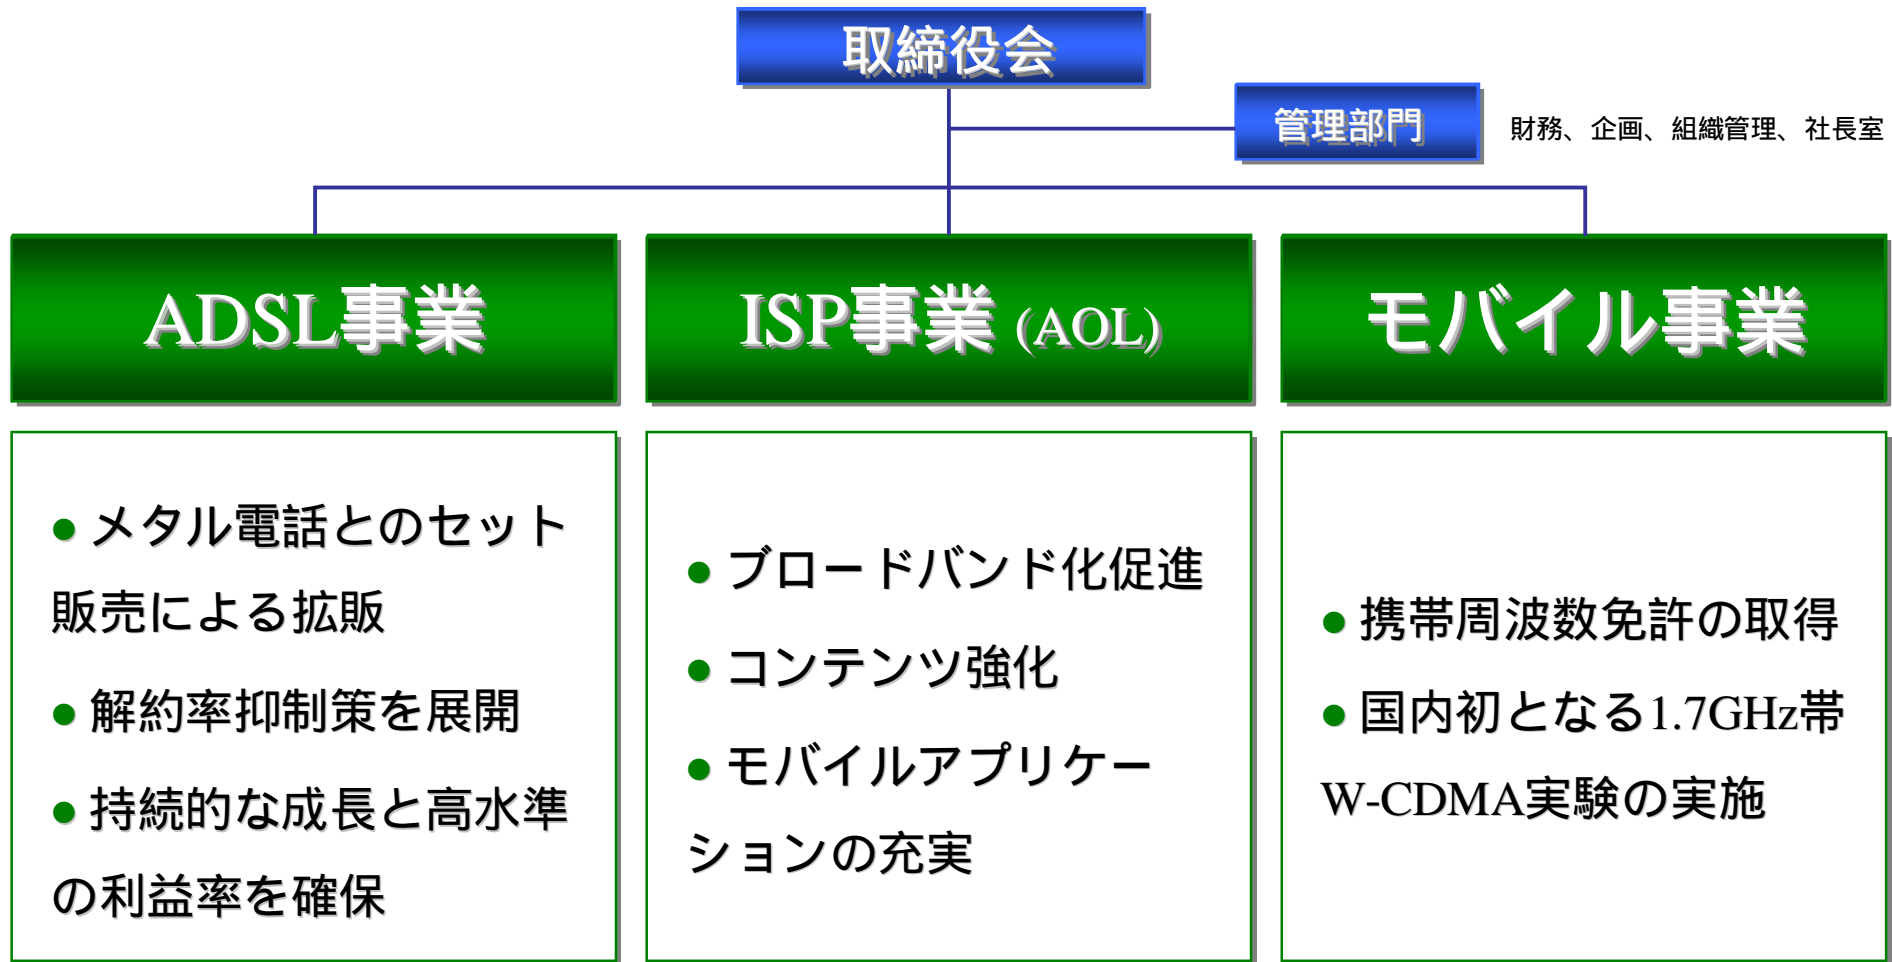 取締役会
管理部門
財務、企画、組織管理、社長室
ADSL事業
ISP事業 (AOL)
モバイル事業
● メタル電話とのセット
販売による拡販
● 解約率抑制策を展開
● 持続的な成長と高水準
の利益率を確保
● ブロードバンド化促進
● コンテンツ強化
● モバイルアプリケー
ションの充実
● 携帯周波数免許の取得
● 国内初となる1.7GHz帯
W-CDMA実験の実施